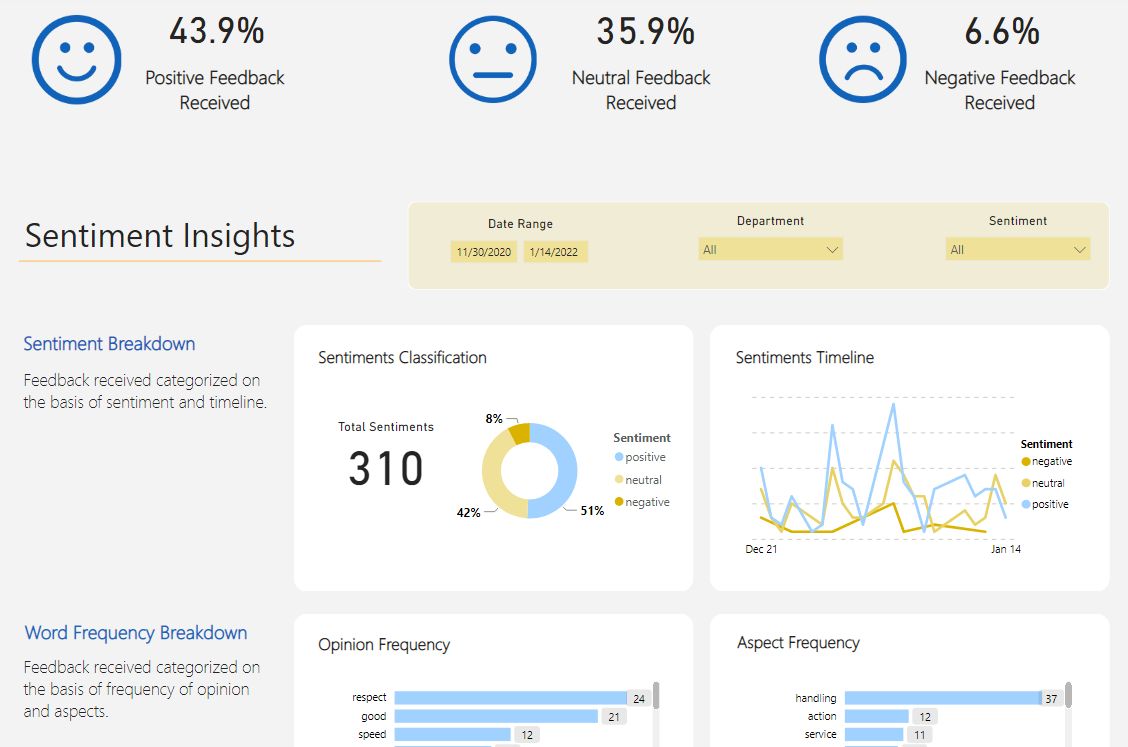 43.9%
Positive Feedback
Received
35.9%
Neutral Feedback
Received
6.6%
Negative Feedback
Received
Sentiment Insights
Date Range
11/30/2020 1/14/2022
Department
All
Sentiment
All
Sentiment Breakdown
Feedback received categorized on
the basis of sentiment and timeline.
Sentiments Classification
Total Sentiments
310
8%
42%
51%
Sentiment
positive
neutral
negative
Sentiments Timeline
Dec 21
Jan 14
Sentiment
negative
neutral
positive
Word Frequency Breakdown
Feedback received categorized on
the basis of frequency of opinion
and aspects.
Opinion Frequency
respect 24
good 21
speed 12
Aspect Frequency
handling 37
action 12
service 11